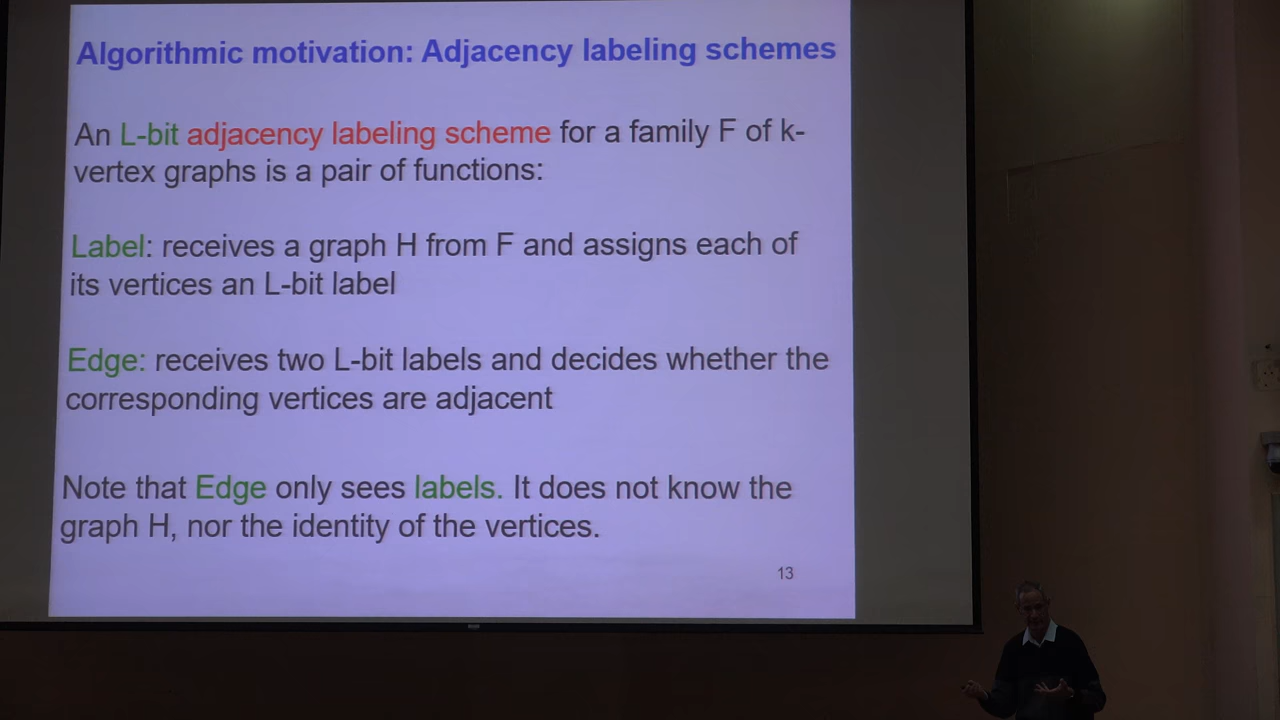 Algorithmic motivation: Adjacency labeling schemes
An L-bit adjacency labeling scheme for a family F of k-
vertex graphs is a pair of functions:
Label: receives a graph H from F and assigns each of
its vertices an L-bit label
Edge: receives two L-bit labels and decides whether the
corresponding vertices are adjacent
Note that Edge only sees labels. It does not know the
graph H, nor the identity of the vertices.
13